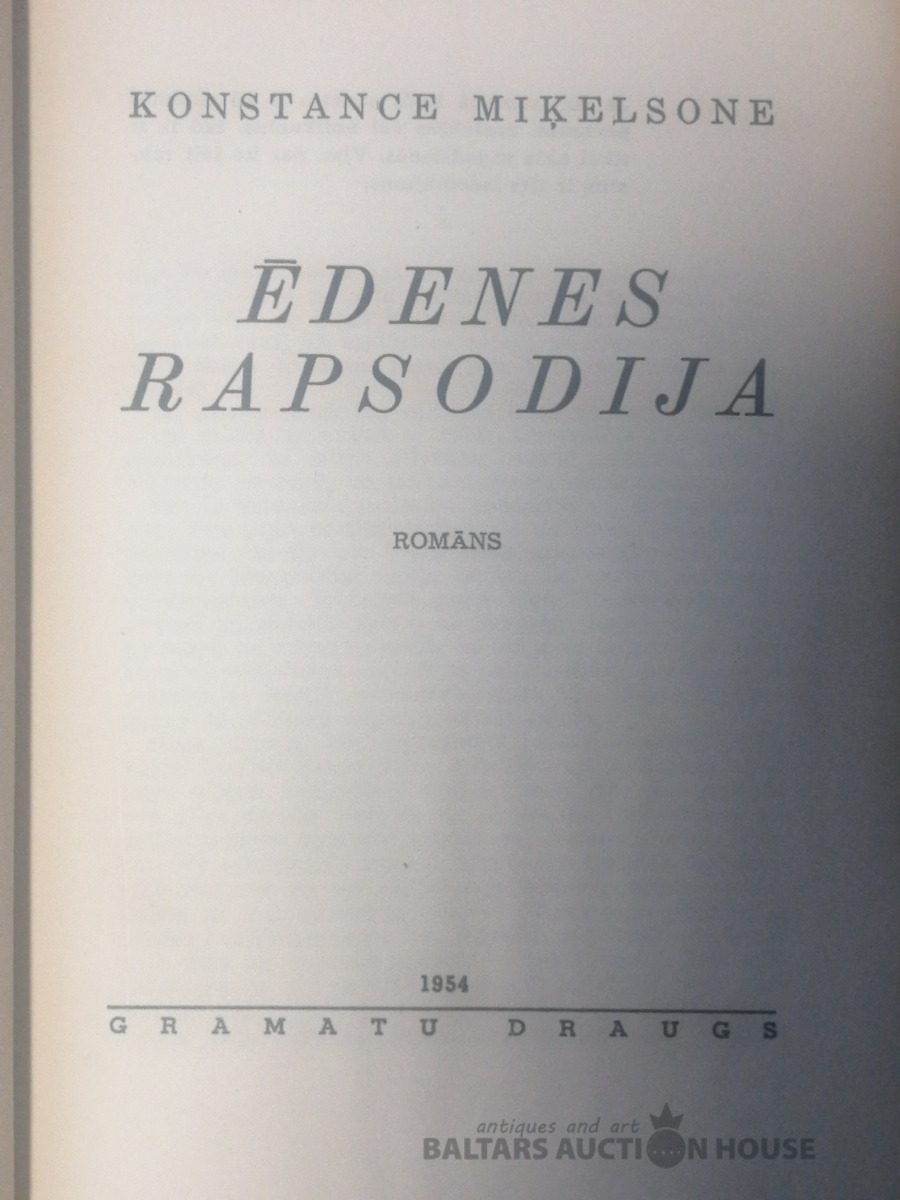 KONSTANCE MIĶELSONE
ĒDENES
RAPSODIJA
ROMĀNS
1954
GRAMATU DRAUGS
antiques and art
BALTARS AUCTION HOUSE